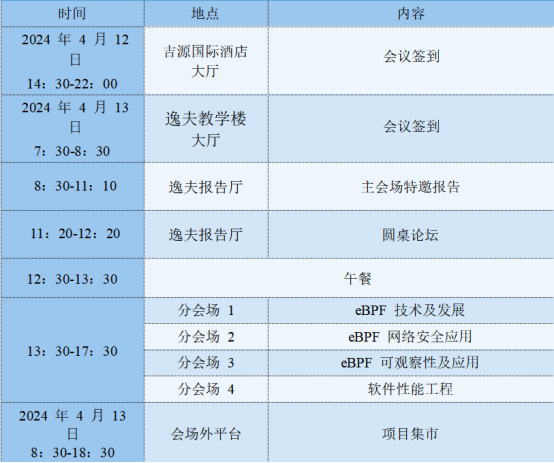 时间 地点 内容
2024 年 4 月 12
日
14：30-22：00
吉源国际酒店
大厅
会议签到
2024 年 4 月 13
日
7：30-8：30
逸夫教学楼
大厅
会议签到
8：30-11：10 逸夫报告厅 主会场特邀报告
11：20-12：20 逸夫报告厅 圆桌论坛
12：30-13：30 午餐
13：30-17：30
分会场 1 eBPF 技术及发展
分会场 2 eBPF 网络安全应用
分会场 3 eBPF 可观察性及应用
分会场 4 软件性能工程
2024 年 4 月 13
日
8：30-18：30
会场外平台 项目集市